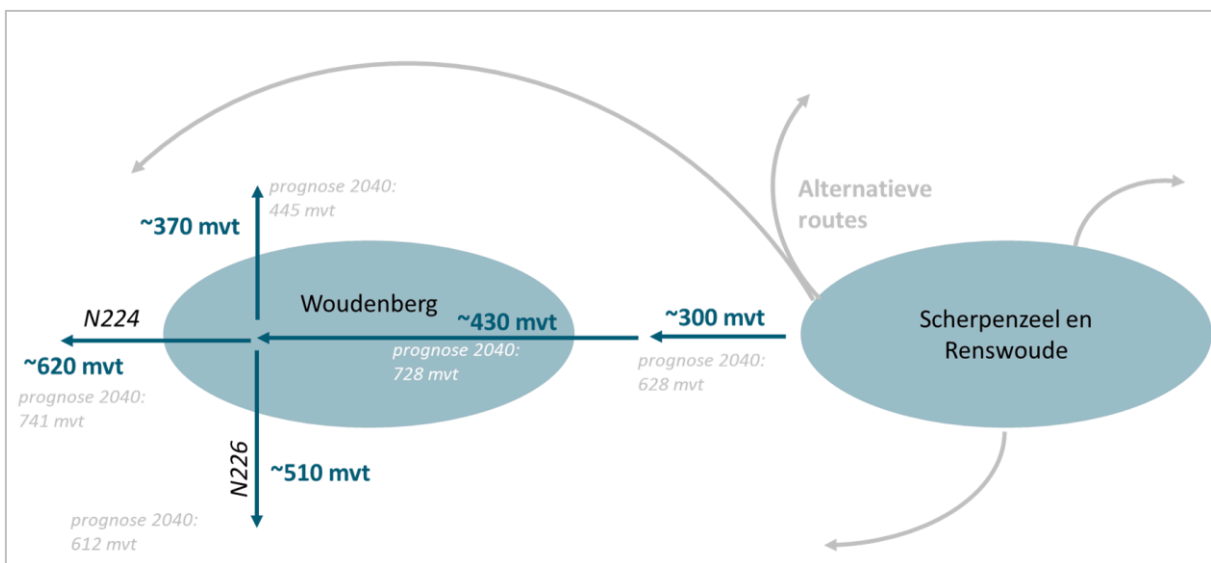 prognose 2040:
445 mvt
~370 mvt
Alternatieve
routes
N224
Woudenberg
~430 mvt
prognose 2040:
728 mvt
~300 mvt
prognose 2040:
628 mvt
Scherpenzeel en
Renswoude
~620 mvt
prognose 2040:
741 mvt
N226
~510 mvt
prognose 2040:
612 mvt